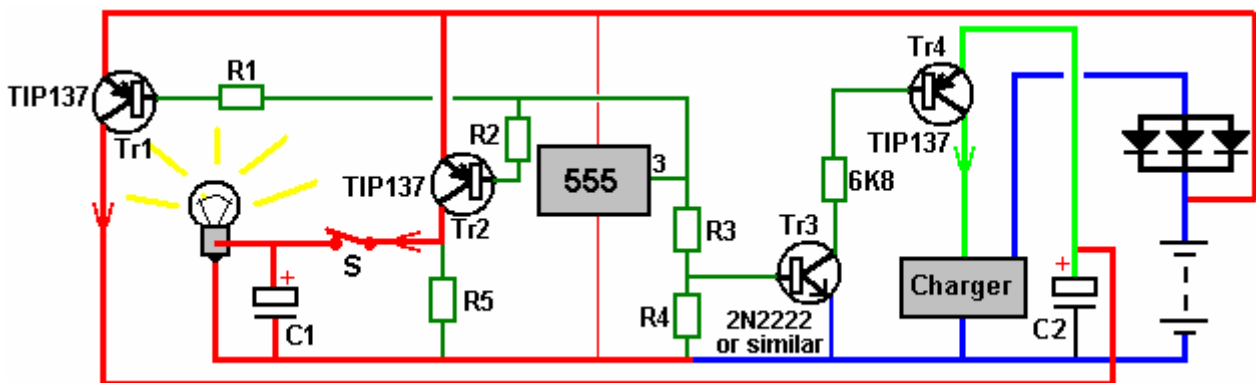 TIP137
Tr1
R1
TIP137
Tr2
R2
S
C1
+
R5
555
3
R3
R4
Tr3
2N2222
or similar
6K8
Tr4
TIP137
Charger
+
C2